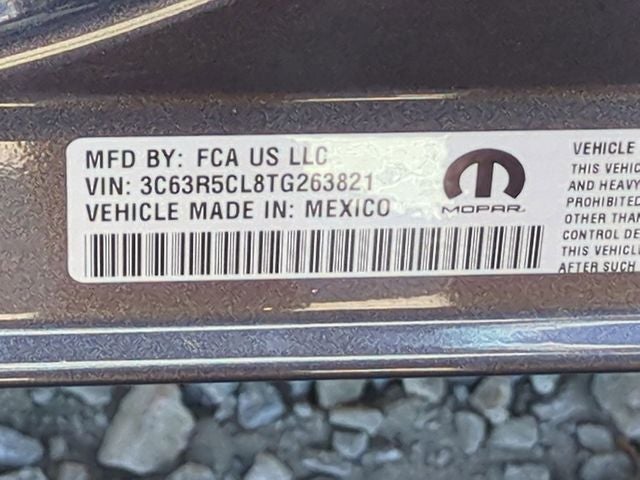 MFD BY: FCA US LLC
VIN: 3C63R5CL8TG263821
VEHICLE MADE IN: MEXICO
MOPAR
VEHICLE
THIS VEHIC
AND HEAVY
PROHIBITED
OTHER THAN
CONTROL DE
THIS VEHICLE
AFTER SUCH